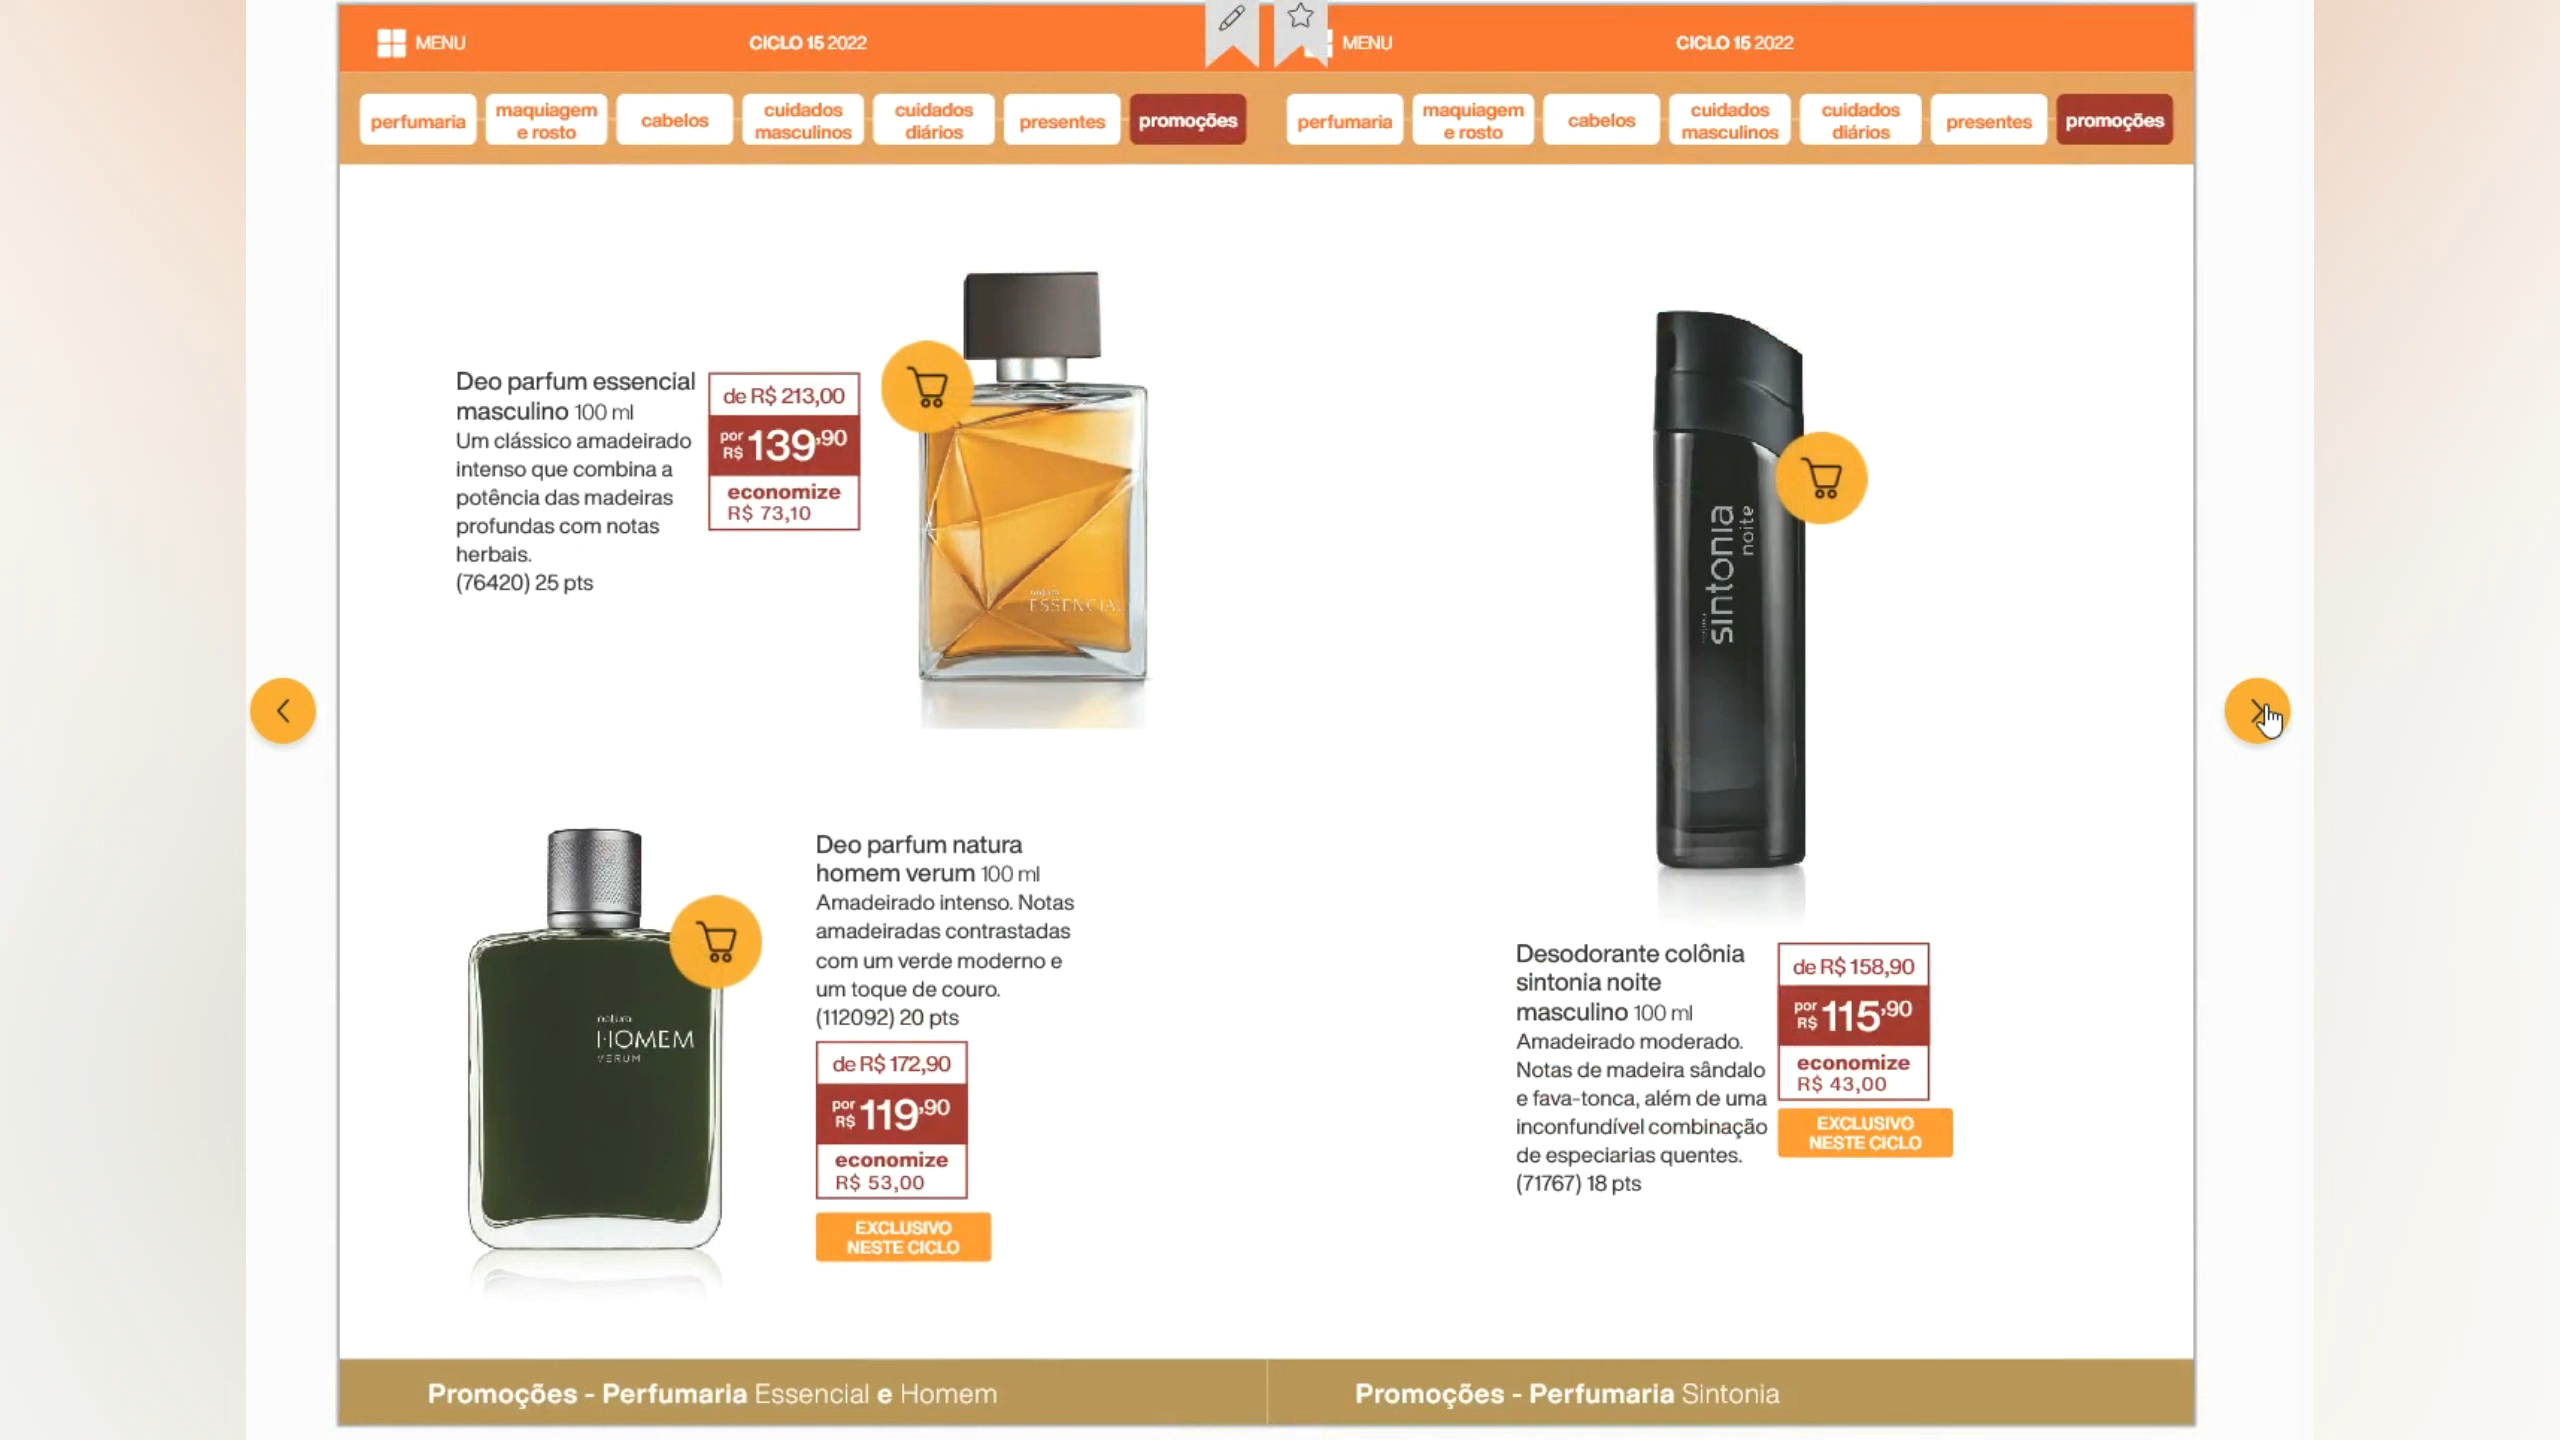 MENU
CICLO 15 2022
perfumaria
maquiagem
e rosto
cabelos
cuidados
masculinos
cuidados
diários
presentes
promoções
Deo parfum essencial
masculino 100 ml
Um clássico amadeirado
intenso que combina a
potência das madeiras
profundas com notas
herbais.
(76420) 25 pts
de R$ 213,00
por R$ 139,90
economize
R$ 73,10
ESSENCIAL
natura
HOMEM
VERUM
Deo parfum natura
homem verum 100 ml
Amadeirado intenso. Notas
amadeiradas contrastadas
com um verde moderno e
um toque de couro.
(112092) 20 pts
de R$ 172,90
por R$ 119,90
economize
R$ 53,00
EXCLUSIVO
NESTE CICLO
Promoções - Perfumaria Essencial e Homem
MENU
CICLO 15 2022
perfumaria
maquiagem
e rosto
cabelos
cuidados
masculinos
cuidados
diários
presentes
promoções
sintonia
noite
Desodorante colônia
sintonia noite
masculino 100 ml
Amadeirado moderado.
Notas de madeira sândalo
e fava-tonca, além de uma
inconfundível combinação
de especiarias quentes.
(71767) 18 pts
de R$ 158,90
por R$ 115,90
economize
R$ 43,00
EXCLUSIVO
NESTE CICLO
Promoções - Perfumaria Sintonia